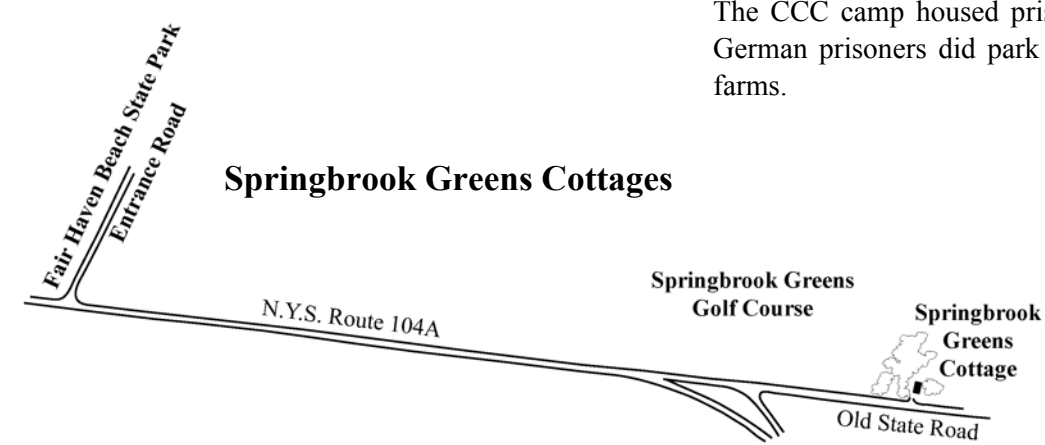 The CCC camp housed
German prisoners did park
farms.
Fair Haven Beach State Park
Entrance Road
Springbrook Greens Cottages
N.Y.S. Route 104A
Springbrook Greens
Golf Course
Springbrook
Greens
Cottage
Old State Road